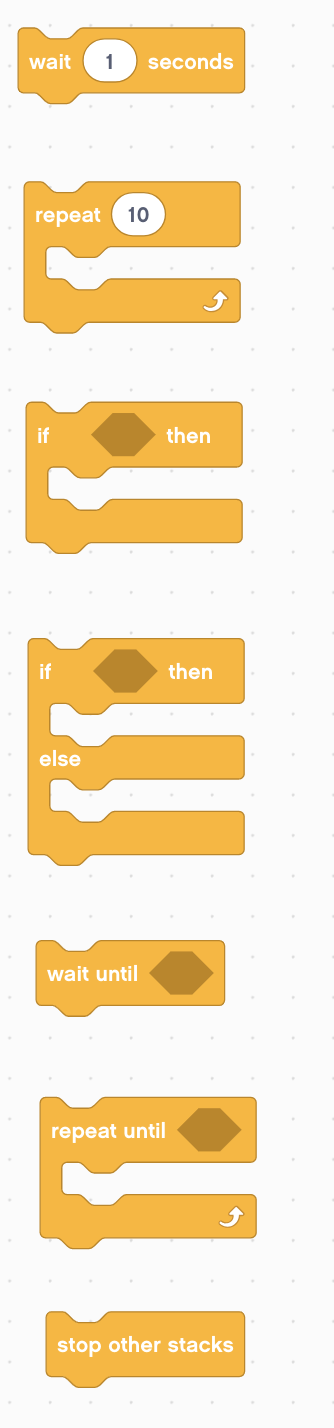 wait 1 seconds
repeat 10
if then
if then
else
wait until
repeat until
stop other stacks